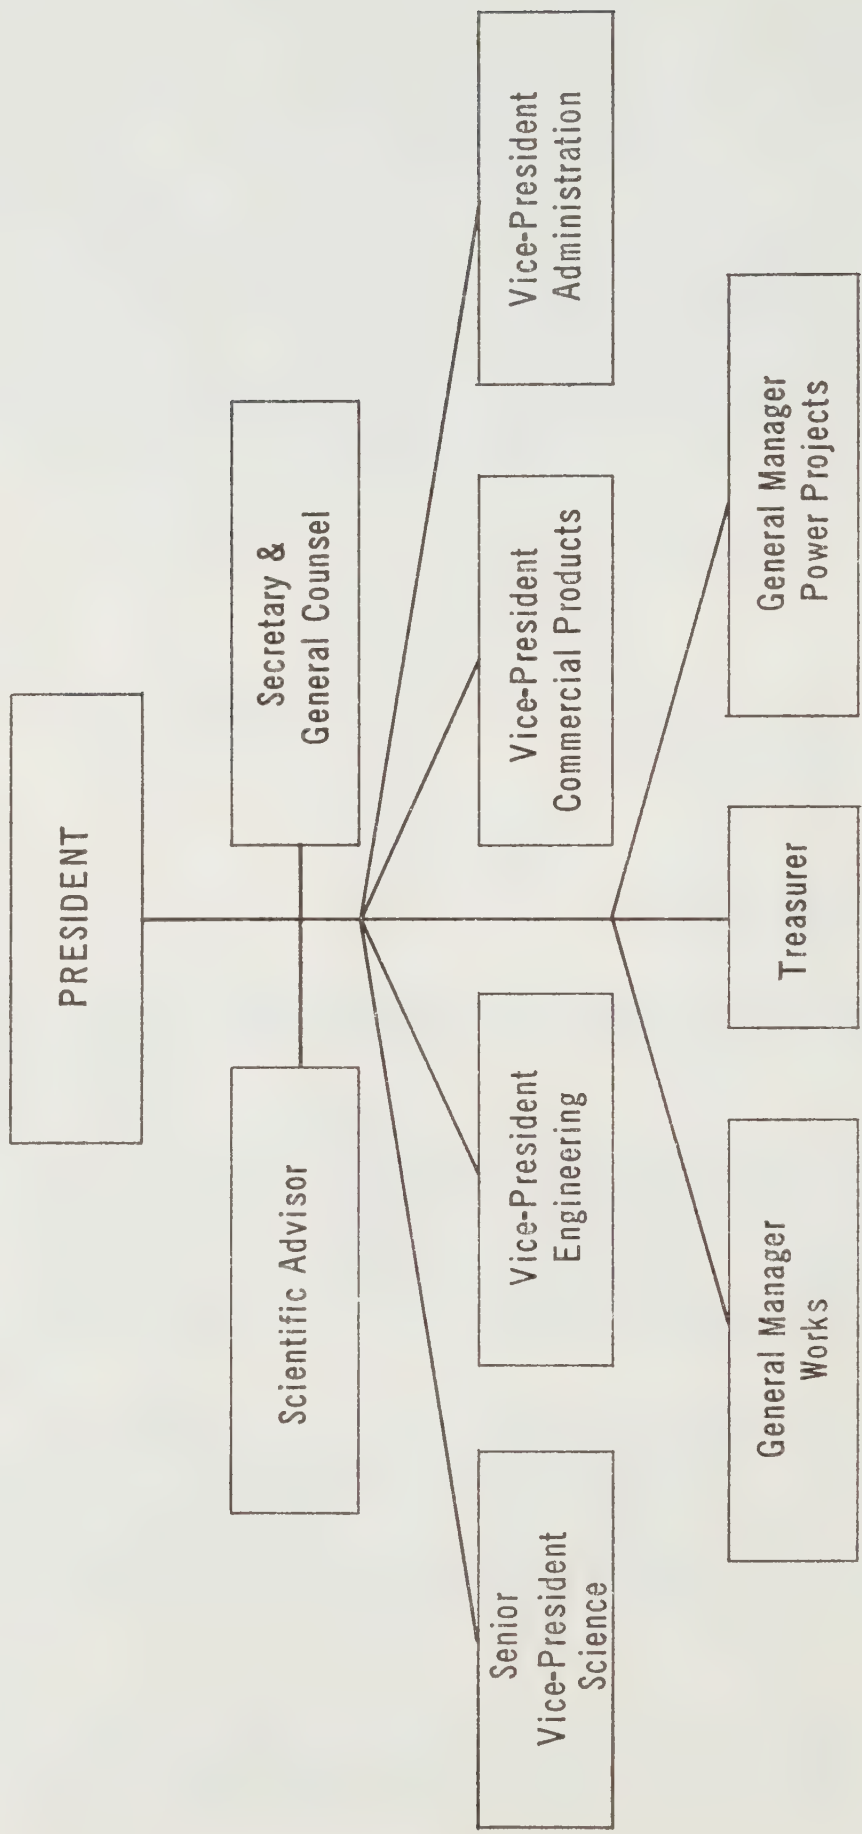 PRESIDENT
Scientific Advisor
Secretary &
General Counsel
Senior
Vice-President
Science
Vice-President
Engineering
Vice-President
Commercial Products
Vice-President
Administration
General Manager
Works
Treasurer
General Manager
Power Projects